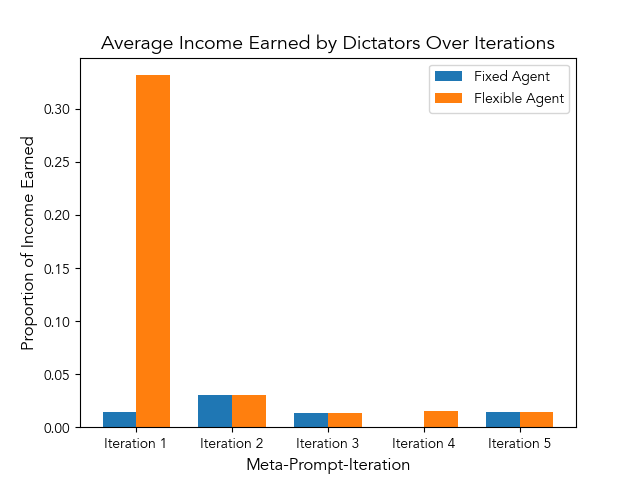 Average Income Earned by Dictators Over Iterations
Fixed Agent
Flexible Agent
Proportion of Income Earned
0.30
0.25
0.20
0.15
0.10
0.05
0.00
Iteration 1 Iteration 2 Iteration 3 Iteration 4 Iteration 5
Meta-Prompt-Iteration